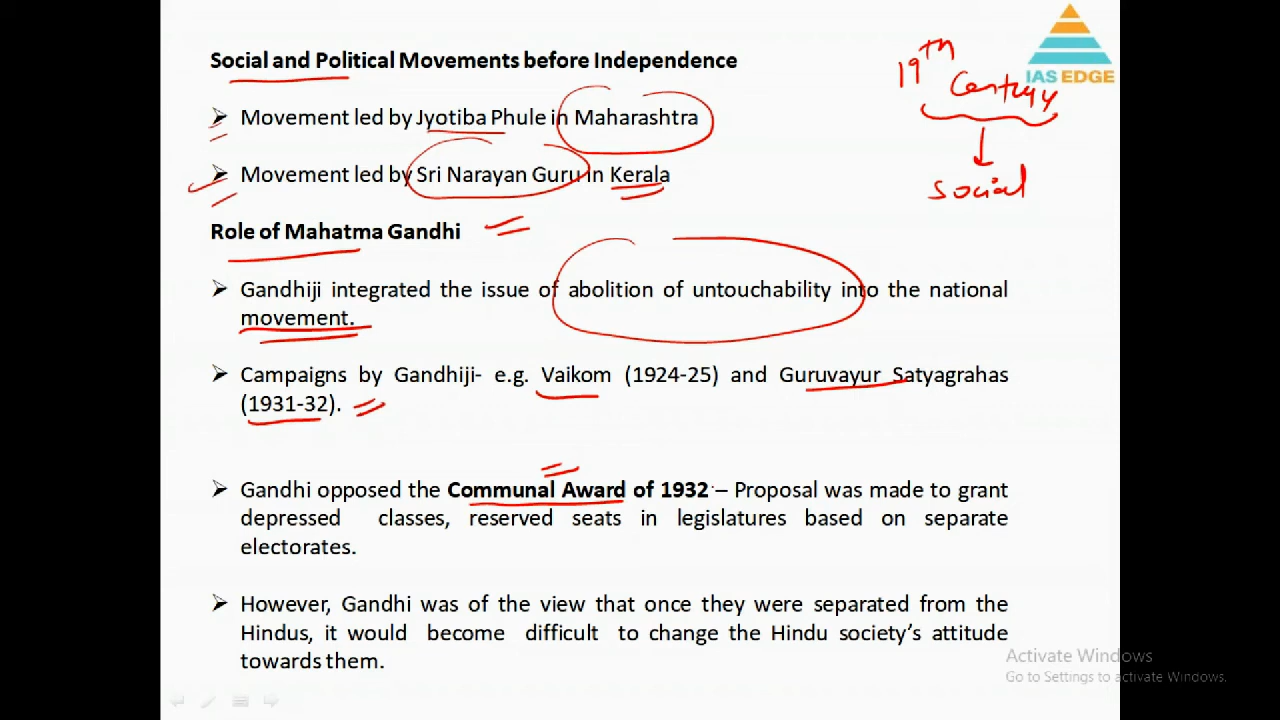 Social and Political Movements before Independence
19th Century
social
IAS EDGE
➢ Movement led by Jyotiba Phule in Maharashtra
➢ Movement led by Sri Narayan Guru in Kerala
Role of Mahatma Gandhi
➢ Gandhiji integrated the issue of abolition of untouchability into the national
movement.
➢ Campaigns by Gandhiji- e.g. Vaikom (1924-25) and Guruvayur Satyagrahas
(1931-32).
➢ Gandhi opposed the Communal Award of 1932 – Proposal was made to grant
depressed classes, reserved seats in legislatures based on separate
electorates.
➢ However, Gandhi was of the view that once they were separated from the
Hindus, it would become difficult to change the Hindu society's attitude
towards them.
Activate Windows
Go to Settings to activate Windows.